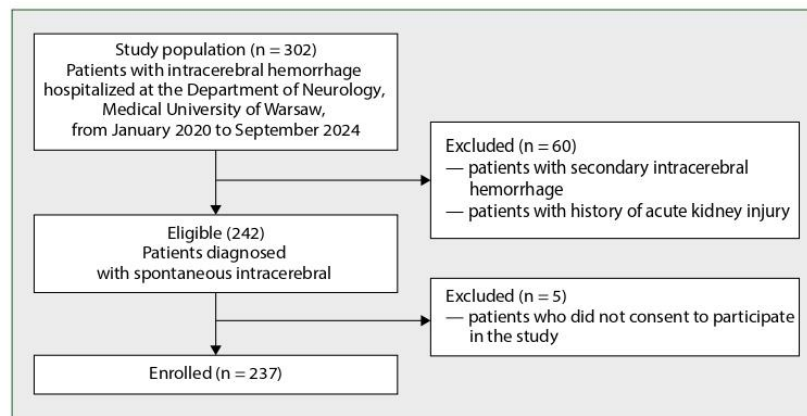 Study population (n = 302)
Patients with intracerebral hemorrhage
hospitalized at the Department of Neurology,
Medical University of Warsaw,
from January 2020 to September 2024
Excluded (n = 60)
— patients with secondary intracerebral
hemorrhage
— patients with history of acute kidney injury
Eligible (242)
Patients diagnosed
with spontaneous intracerebral
Excluded (n = 5)
— patients who did not consent to participate
in the study
Enrolled (n = 237)